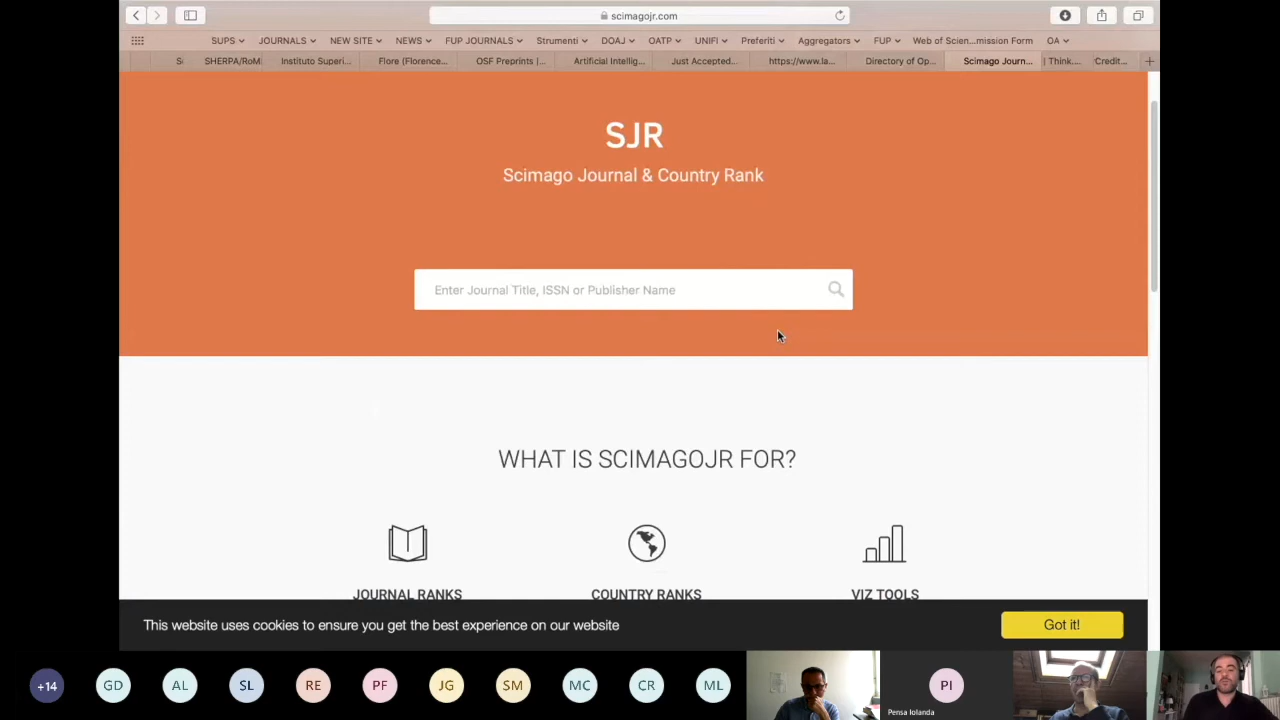 scimagojr.com
SUPS JOURNALS NEW SITE NEWS FUP JOURNALS Strumenti DOAJ OATP UNIFI Preferiti Aggregators FUP Web of Scien...mission Form OA
SHERPA/RoM Instituto Superi... Flore (Florence... OSF Preprints |... Artificial Intellig... Just Accepted... https://www.la... Directory of Op... Scimago Journ... | Think.... Credit...
SJR
Scimago Journal & Country Rank
Enter Journal Title, ISSN or Publisher Name
WHAT IS SCIMAGOJR FOR?
JOURNAL RANKS COUNTRY RANKS VIZ TOOLS
This website uses cookies to ensure you get the best experience on our website Got it!
+14 GD AL SL RE PF JG SM MC CR ML PI
Pensa Iolanda